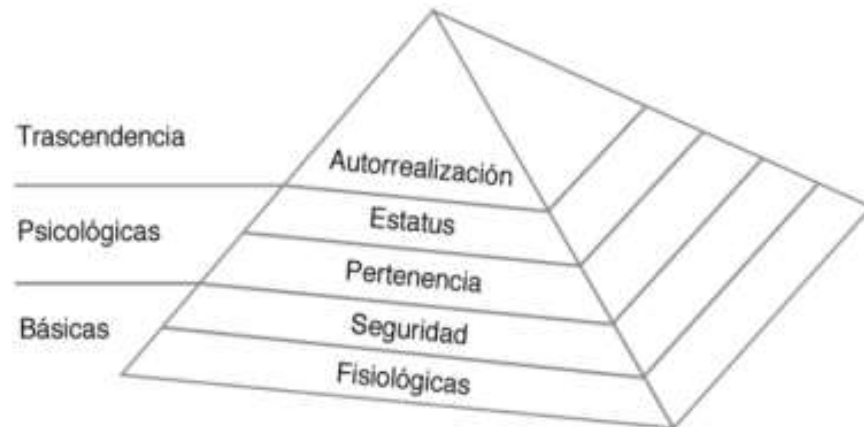 Trascendencia
Autorrealización
Estatus
Psicológicas
Pertenencia
Seguridad
Básicas
Fisiológicas